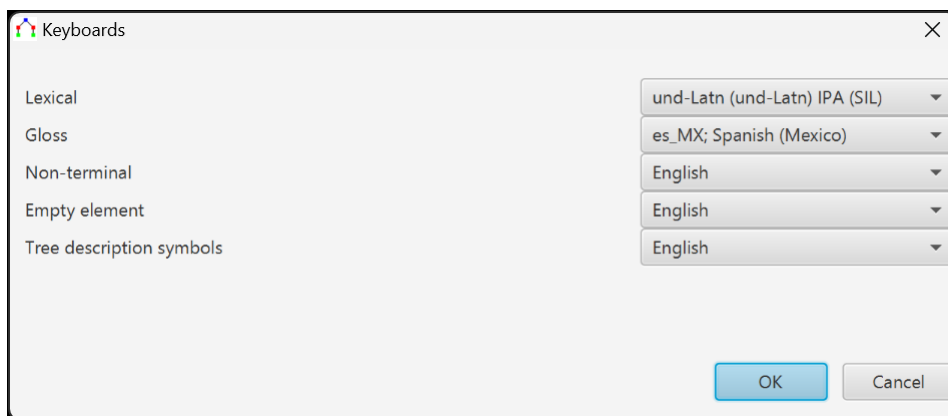 Keyboards
Lexical und-Latn (und-Latn) IPA (SIL)
Gloss es_MX; Spanish (Mexico)
Non-terminal English
Empty element English
Tree description symbols English
OK Cancel